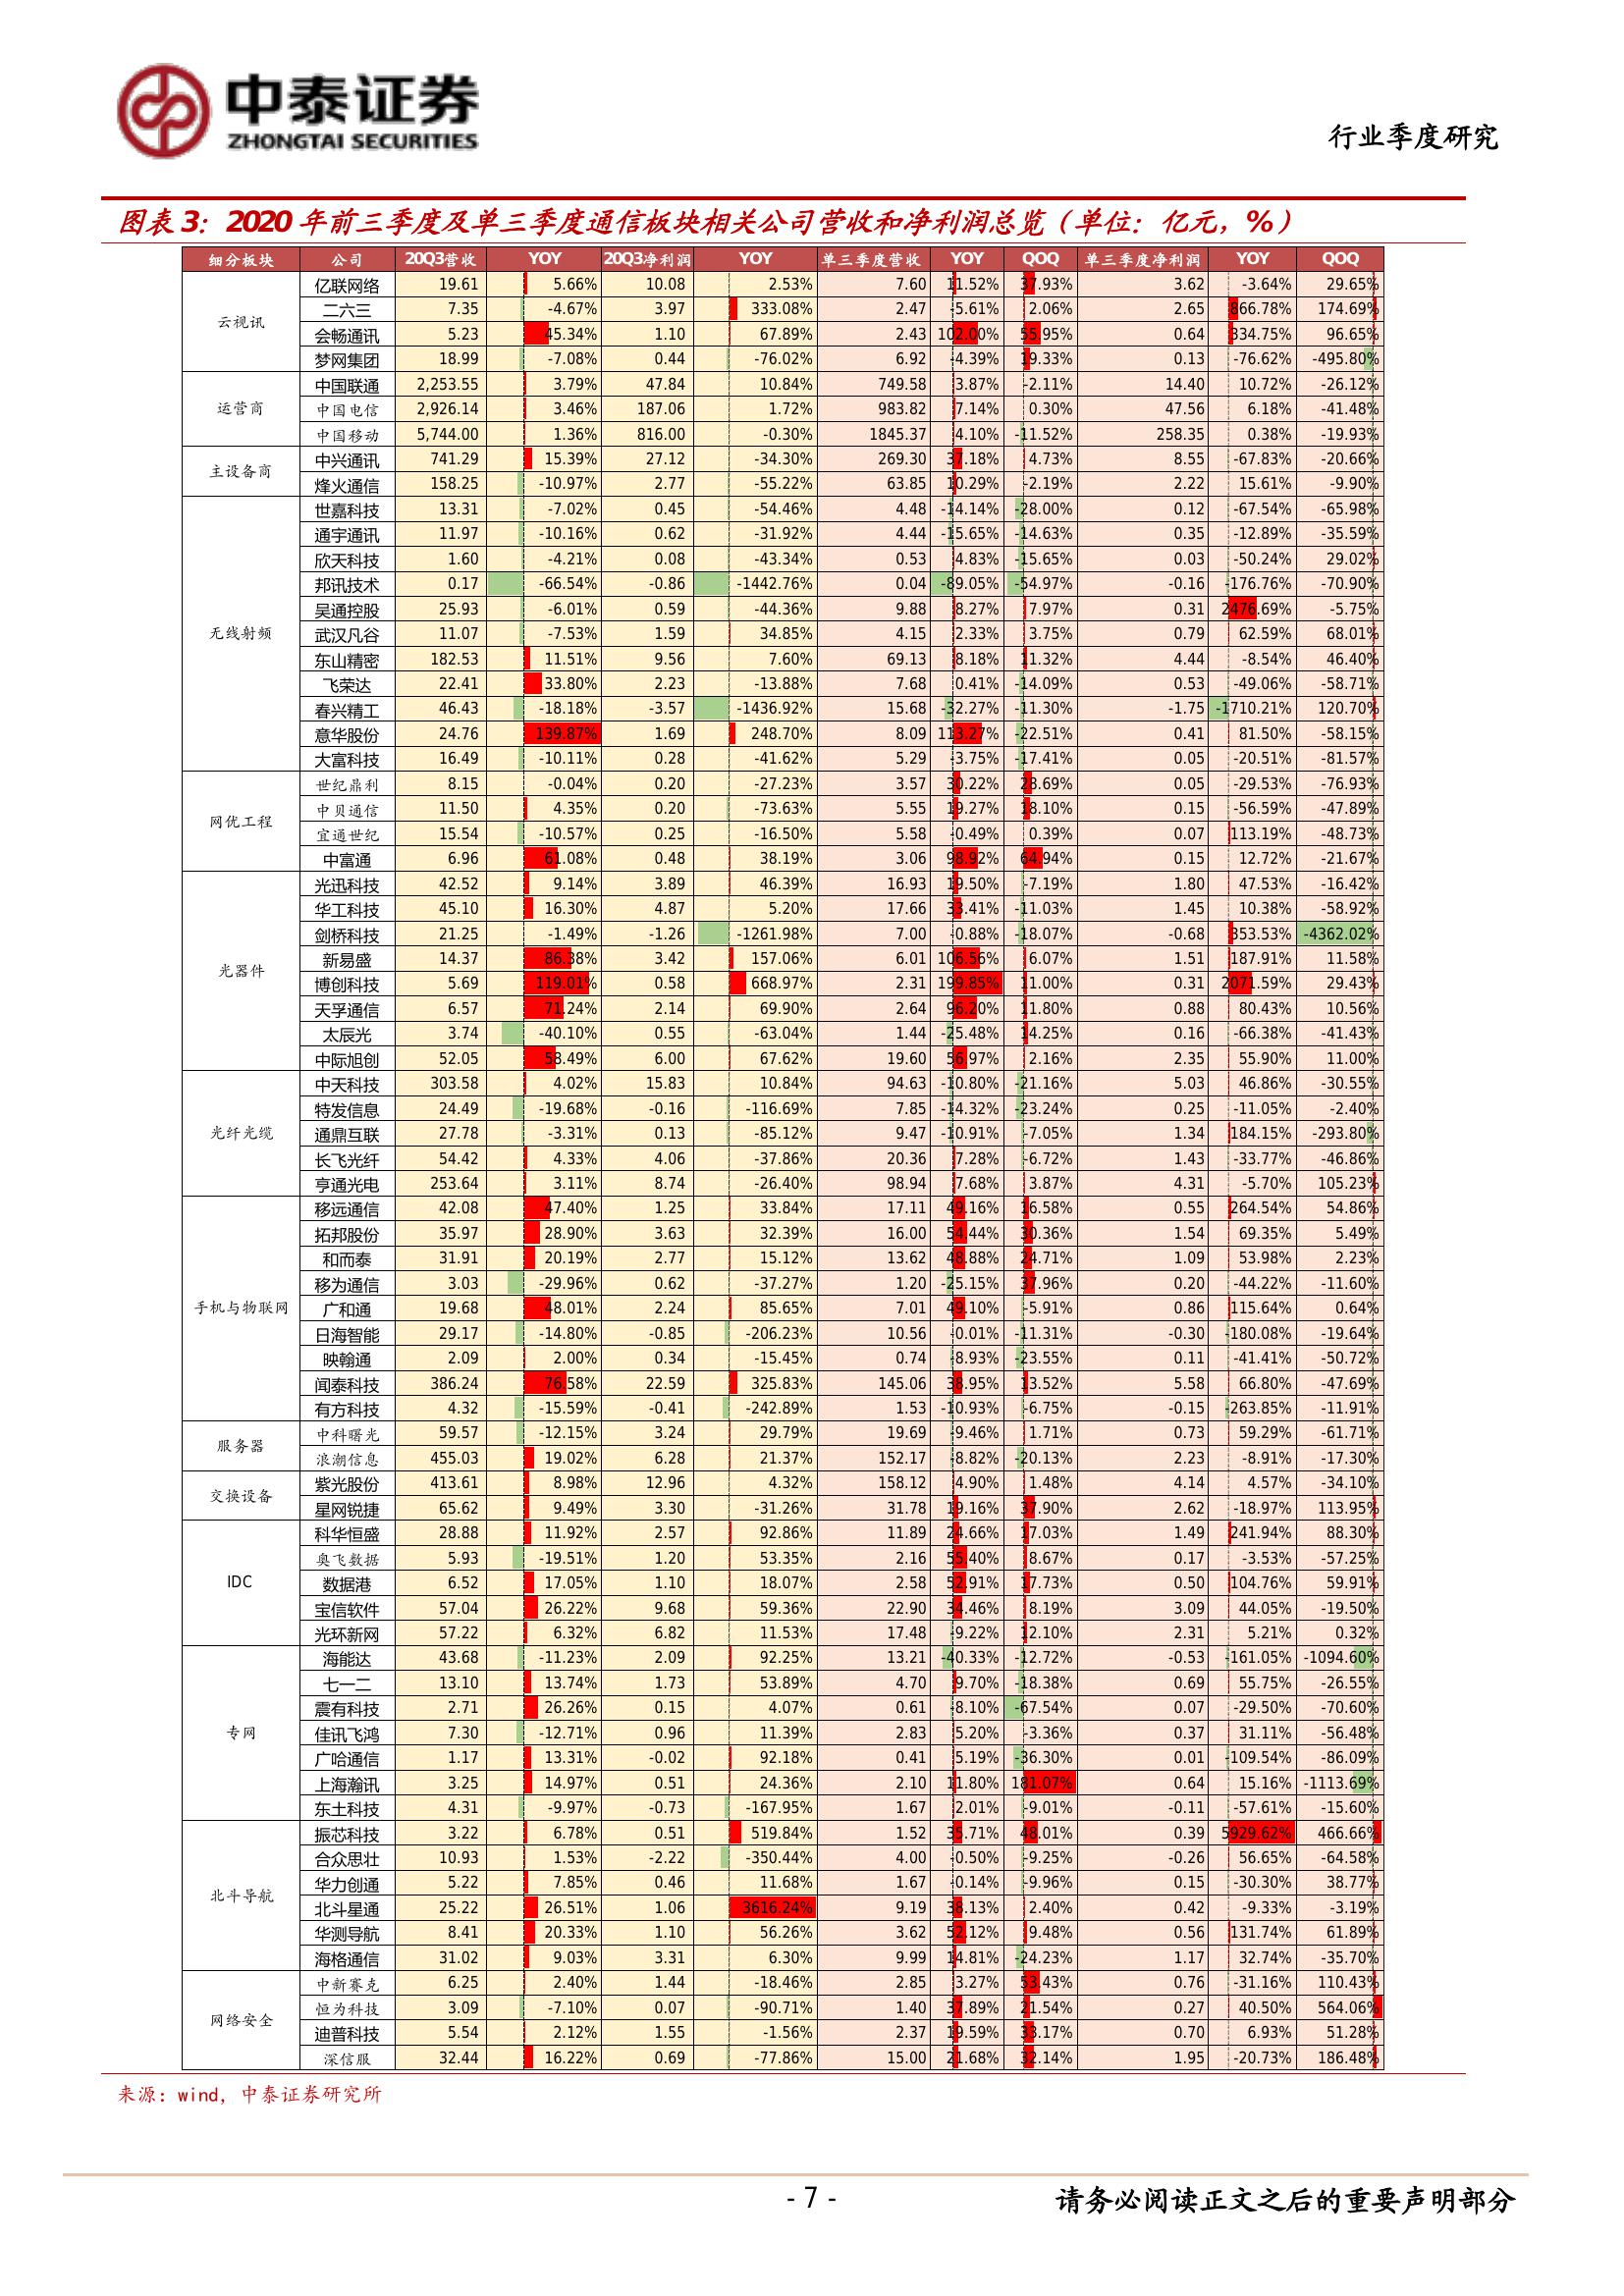 中泰证券
ZHONGTAI SECURITIES
行业季度研究
图表 3：2020 年前三季度及单三季度通信板块相关公司营收和净利润总览（单位：亿元，%）
细分板块 公司 20Q3营收 YOY 20Q3净利润 YOY 单三季度营收 YOY QOQ 单三季度净利润 YOY QOQ
云视讯 亿联网络 19.61 5.66% 10.08 2.53% 7.60 11.52% 37.93% 3.62 -3.64% 29.65%
二六三 7.35 -4.67% 3.97 333.08% 2.47 -5.61% 2.06% 2.65 866.78% 174.69%
会畅通讯 5.23 45.34% 1.10 67.89% 2.43 102.00% 55.95% 0.64 334.75% 96.65%
梦网集团 18.99 -7.08% 0.44 -76.02% 6.92 -4.39% 19.33% 0.13 -76.62% -495.80%
运营商 中国联通 2,253.55 3.79% 47.84 10.84% 749.58 3.87% -2.11% 14.40 10.72% -26.12%
中国电信 2,926.14 3.46% 187.06 1.72% 983.82 7.14% 0.30% 47.56 6.18% -41.48%
中国移动 5,744.00 1.36% 816.00 -0.30% 1845.37 4.10% -11.52% 258.35 0.38% -19.93%
主设备商 中兴通讯 741.29 15.39% 27.12 -34.30% 269.30 37.18% 4.73% 8.55 -67.83% -20.66%
烽火通信 158.25 -10.97% 2.77 -55.22% 63.85 10.29% -2.19% 2.22 15.61% -9.90%
无线射频 世嘉科技 13.31 -7.02% 0.45 -54.46% 4.48 -14.14% -28.00% 0.12 -67.54% -65.98%
通宇通讯 11.97 -10.16% 0.62 -31.92% 4.44 -15.65% -14.63% 0.35 -12.89% -35.59%
欣天科技 1.60 -4.21% 0.08 -43.34% 0.53 4.83% -15.65% 0.03 -50.24% 29.02%
邦讯技术 0.17 -66.54% -0.86 -1442.76% 0.04 -89.05% -54.97% -0.16 -176.76% -70.90%
吴通控股 25.93 -6.01% 0.59 -44.36% 9.88 8.27% 7.97% 0.31 2476.69% -5.75%
武汉凡谷 11.07 -7.53% 1.59 34.85% 4.15 2.33% 3.75% 0.79 62.59% 68.01%
东山精密 182.53 11.51% 9.56 7.60% 69.13 8.18% 11.32% 4.44 -8.54% 46.40%
飞荣达 22.41 33.80% 2.23 -13.88% 7.68 0.41% -14.09% 0.53 -49.06% -58.71%
春兴精工 46.43 -18.18% -3.57 -1436.92% 15.68 -32.27% -11.30% -1.75 -1710.21% 120.70%
意华股份 24.76 139.87% 1.69 248.70% 8.09 113.27% -22.51% 0.41 81.50% -58.15%
大富科技 16.49 -10.11% 0.28 -41.62% 5.29 -3.75% -17.41% 0.05 -20.51% -81.57%
网优工程 世纪鼎利 8.15 -0.04% 0.20 -27.23% 3.57 30.22% 28.69% 0.05 -29.53% -76.93%
中贝通信 11.50 4.35% 0.20 -73.63% 5.55 19.27% 18.10% 0.15 -56.59% -47.89%
宜通世纪 15.54 -10.57% 0.25 -16.50% 5.58 -0.49% 0.39% 0.07 113.19% -48.73%
中富通 6.96 61.08% 0.48 38.19% 3.06 98.92% 64.94% 0.15 12.72% -21.67%
光器件 光迅科技 42.52 9.14% 3.89 46.39% 16.93 19.50% -7.19% 1.80 47.53% -16.42%
华工科技 45.10 16.30% 4.87 5.20% 17.66 33.41% -11.03% 1.45 10.38% -58.92%
剑桥科技 21.25 -1.49% -1.26 -1261.98% 7.00 -0.88% -18.07% -0.68 353.53% -4362.02%
新易盛 14.37 86.38% 3.42 157.06% 6.01 106.56% 6.07% 1.51 187.91% 11.58%
博创科技 5.69 119.01% 0.58 668.97% 2.31 199.85% 11.00% 0.31 2071.59% 29.43%
天孚通信 6.57 71.24% 2.14 69.90% 2.64 96.20% 11.80% 0.88 80.43% 10.56%
太辰光 3.74 -40.10% 0.55 -63.04% 1.44 -25.48% 14.25% 0.16 -66.38% -41.43%
中际旭创 52.05 58.49% 6.00 67.62% 19.60 56.97% 2.16% 2.35 55.90% 11.00%
光纤光缆 中天科技 303.58 4.02% 15.83 10.84% 94.63 -10.80% -21.16% 5.03 46.86% -30.55%
特发信息 24.49 -19.68% -0.16 -116.69% 7.85 -14.32% -23.24% 0.25 -11.05% -2.40%
通鼎互联 27.78 -3.31% 0.13 -85.12% 9.47 -10.91% -7.05% 1.34 184.15% -293.80%
长飞光纤 54.42 4.33% 4.06 -37.86% 20.36 7.28% -6.72% 1.43 -33.77% -46.86%
亨通光电 253.64 3.11% 8.74 -26.40% 98.94 7.68% 3.87% 4.31 -5.70% 105.23%
手机与物联网 移远通信 42.08 47.40% 1.25 33.84% 17.11 49.16% 16.58% 0.55 264.54% 54.86%
拓邦股份 35.97 28.90% 3.63 32.39% 16.00 54.44% 30.36% 1.54 69.35% 5.49%
和而泰 31.91 20.19% 2.77 15.12% 13.62 48.88% 24.71% 1.09 53.98% 2.23%
移为通信 3.03 -29.96% 0.62 -37.27% 1.20 -25.15% 37.96% 0.20 -44.22% -11.60%
广和通 19.68 48.01% 2.24 85.65% 7.01 49.10% -5.91% 0.86 115.64% 0.64%
日海智能 29.17 -14.80% -0.85 -206.23% 10.56 -0.01% -11.31% -0.30 -180.08% -19.64%
映翰通 2.09 2.00% 0.34 -15.45% 0.74 -8.93% -23.55% 0.11 -41.41% -50.72%
闻泰科技 386.24 76.58% 22.59 325.83% 145.06 38.95% 13.52% 5.58 66.80% -47.69%
有方科技 4.32 -15.59% -0.41 -242.89% 1.53 -10.93% -6.75% -0.15 -263.85% -11.91%
服务器 中科曙光 59.57 -12.15% 3.24 29.79% 19.69 -9.46% 1.71% 0.73 59.29% -61.71%
浪潮信息 455.03 19.02% 6.28 21.37% 152.17 -8.82% -20.13% 2.23 -8.91% -17.30%
交换设备 紫光股份 413.61 8.98% 12.96 4.32% 158.12 4.90% 1.48% 4.14 4.57% -34.10%
星网锐捷 65.62 9.49% 3.30 -31.26% 31.78 19.16% 37.90% 2.62 -18.97% 113.95%
IDC 科华恒盛 28.88 11.92% 2.57 92.86% 11.89 24.66% 17.03% 1.49 241.94% 88.30%
奥飞数据 5.93 -19.51% 1.20 53.35% 2.16 55.40% 8.67% 0.17 -3.53% -57.25%
数据港 6.52 17.05% 1.10 18.07% 2.58 52.91% 17.73% 0.50 104.76% 59.91%
宝信软件 57.04 26.22% 9.68 59.36% 22.90 34.46% 8.19% 3.09 44.05% -19.50%
光环新网 57.22 6.32% 6.82 11.53% 17.48 -9.22% 12.10% 2.31 5.21% 0.32%
专网 海能达 43.68 -11.23% 2.09 92.25% 13.21 -40.33% -12.72% -0.53 -161.05% -1094.60%
七一二 13.10 13.74% 1.73 53.89% 4.70 9.70% -18.38% 0.69 55.75% -26.55%
震有科技 2.71 26.26% 0.15 4.07% 0.61 -8.10% -67.54% 0.07 -29.50% -70.60%
佳讯飞鸿 7.30 -12.71% 0.96 11.39% 2.83 5.20% -3.36% 0.37 31.11% -56.48%
广哈通信 1.17 13.31% -0.02 92.18% 0.41 5.19% -36.30% 0.01 -109.54% -86.09%
上海瀚讯 3.25 14.97% 0.51 24.36% 2.10 11.80% 181.07% 0.64 15.16% -1113.69%
东土科技 4.31 -9.97% -0.73 -167.95% 1.67 2.01% -9.01% -0.11 -57.61% -15.60%
北斗导航 振芯科技 3.22 6.78% 0.51 519.84% 1.52 35.71% 48.01% 0.39 5929.62% 466.66%
合众思壮 10.93 1.53% -2.22 -350.44% 4.00 -0.50% -9.25% -0.26 56.65% -64.58%
华力创通 5.22 7.85% 0.46 11.68% 1.67 -0.14% -9.96% 0.15 -30.30% 38.77%
北斗星通 25.22 26.51% 1.06 3616.24% 9.19 38.13% 2.40% 0.42 -9.33% -3.19%
华测导航 8.41 20.33% 1.10 56.26% 3.62 52.12% 9.48% 0.56 131.74% 61.89%
海格通信 31.02 9.03% 3.31 6.30% 9.99 14.81% -24.23% 1.17 32.74% -35.70%
网络安全 中新赛克 6.25 2.40% 1.44 -18.46% 2.85 3.27% 53.43% 0.76 -31.16% 110.43%
恒为科技 3.09 -7.10% 0.07 -90.71% 1.40 37.89% 21.54% 0.27 40.50% 564.06%
迪普科技 5.54 2.12% 1.55 -1.56% 2.37 19.59% 33.17% 0.70 6.93% 51.28%
深信服 32.44 16.22% 0.69 -77.86% 15.00 21.68% 32.14% 1.95 -20.73% 186.48%
来源：wind，中泰证券研究所
- 7 -
请务必阅读正文之后的重要声明部分